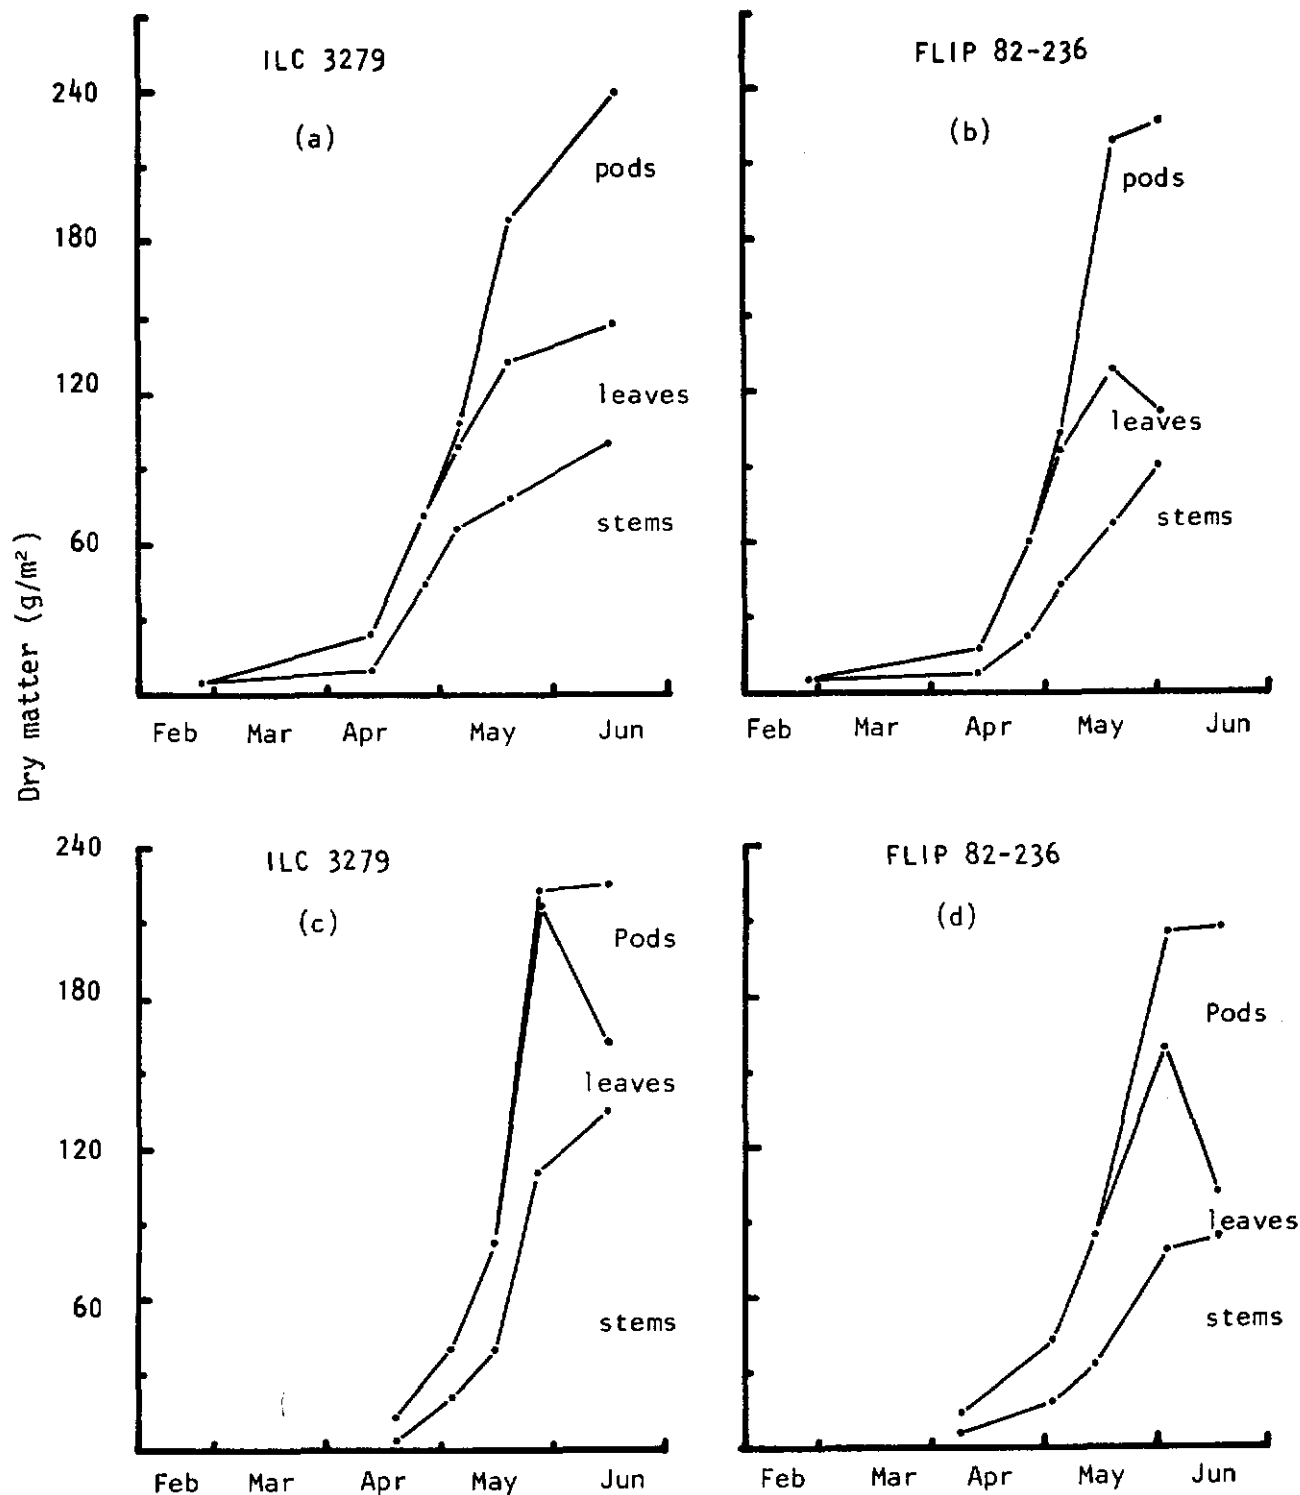 ILC 3279
(a)
240
180
120
60
pods
leaves
stems
Feb Mar Apr May Jun
FLIP 82-236
(b)
pods
leaves
stems
Feb Mar Apr May Jun
Dry matter (g/m²)
ILC 3279
(c)
240
180
120
60
Pods
leaves
stems
Feb Mar Apr May Jun
FLIP 82-236
(d)
Pods
leaves
stems
Feb Mar Apr May Jun